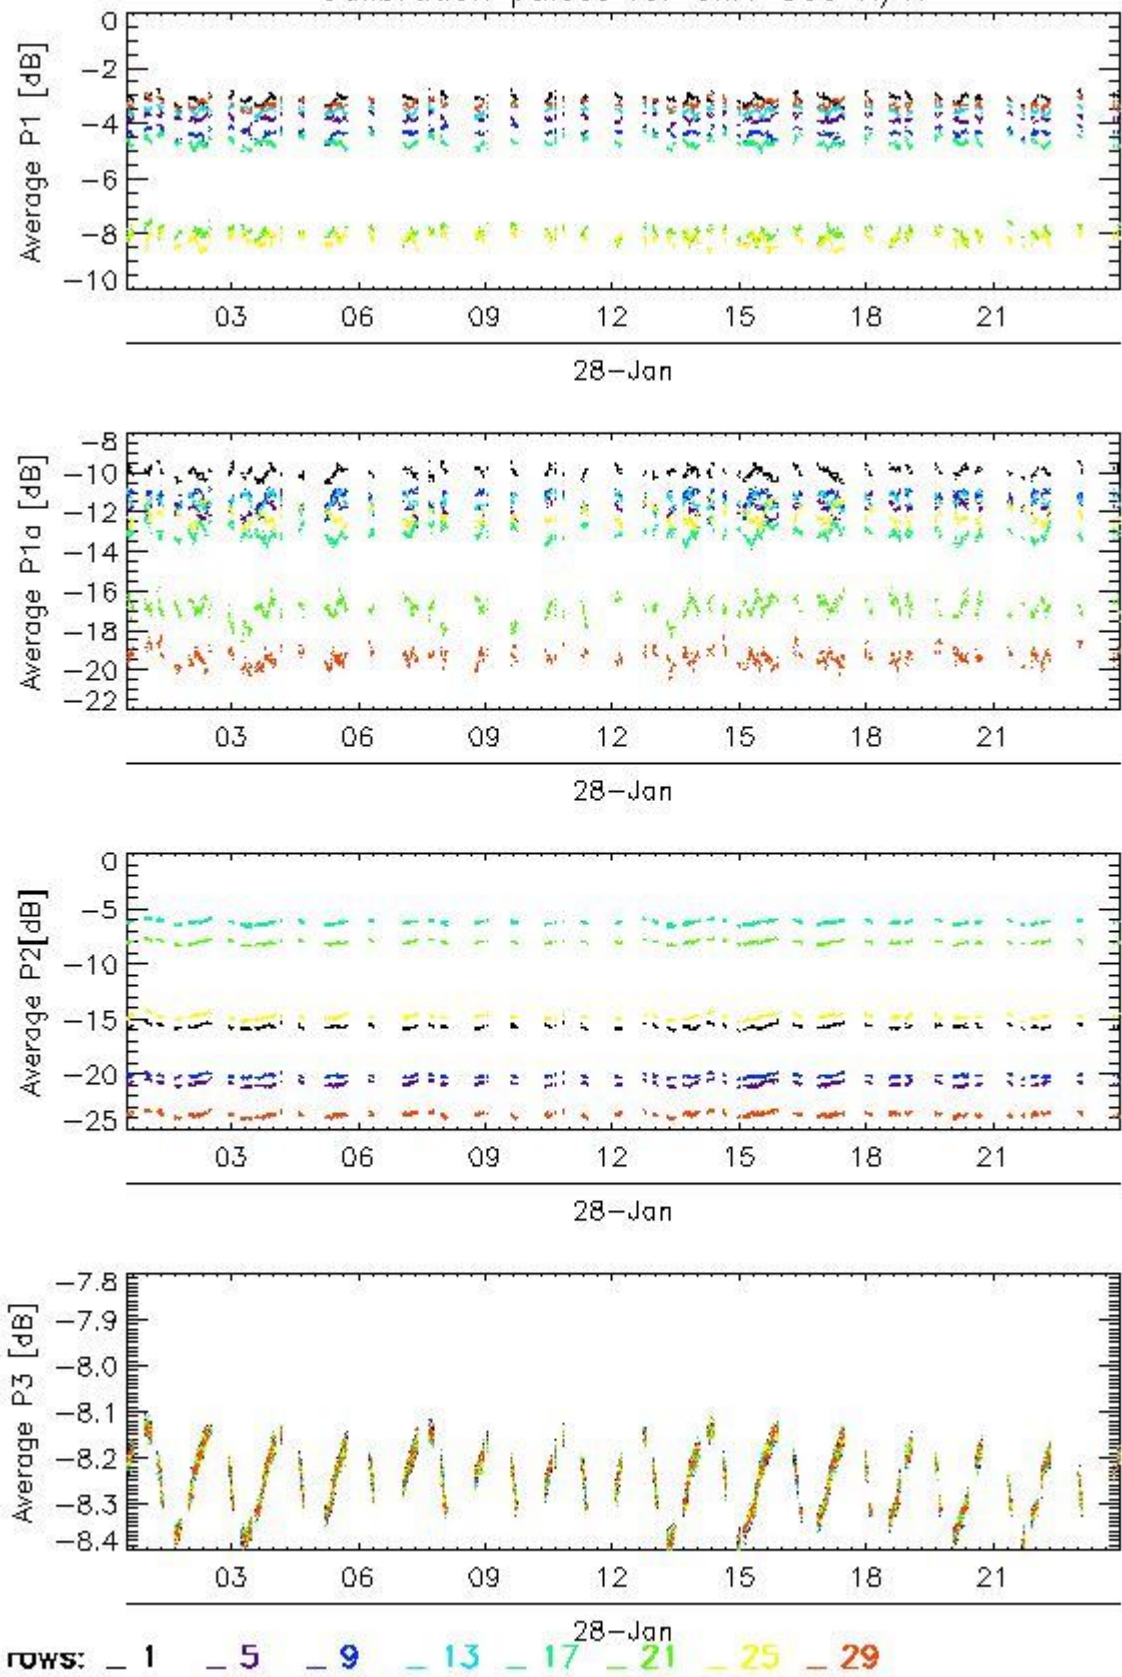 0
−2
−4
−6
−8
−10
Average P1 [dB]
03 06 09 12 15 18 21
28−Jan
−8
−10
−12
−14
−16
−18
−20
−22
Average P1a [dB]
03 06 09 12 15 18 21
28−Jan
0
−5
−10
−15
−20
−25
Average P2[dB]
03 06 09 12 15 18 21
28−Jan
−7.8
−7.9
−8.0
−8.1
−8.2
−8.3
−8.4
Average P3 [dB]
03 06 09 12 15 18 21
28−Jan
rows: _ 1 _ 5 _ 9 _ 13 _ 17 _ 21 _ 25 _ 29